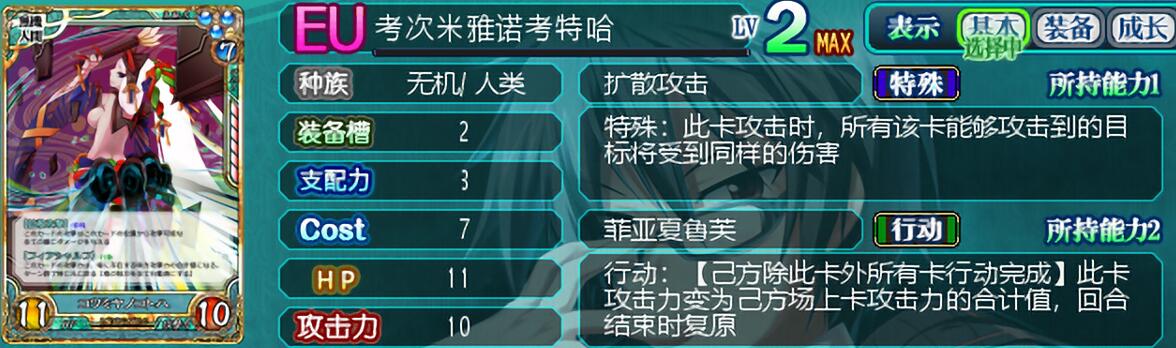 EU 考次米雅诺考特哈 LV 2 MAX
表示 基本 选择中 装备 成长
种族 无机/人类
装备槽 2
支配力 3
Cost 7
HP 11
攻击力 10
扩散攻击 特殊 所持能力1
特殊：此卡攻击时，所有该卡能够攻击到的目
标将受到同样的伤害
菲亚夏鲁芙 行动 所持能力2
行动：【己方除此卡外所有卡行动完成】此卡
攻击力变为己方场上卡攻击力的合计值，回合
结束时复原
7
コウミヤノコトハ
11
10